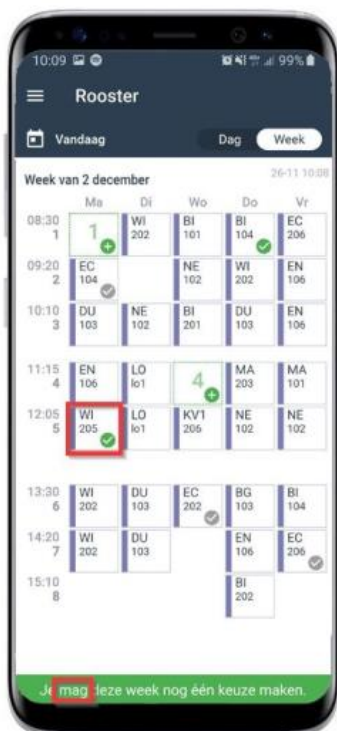 10:09 99%
Rooster
Vandaag Dag Week
Week van 2 december 26-11 10:08
Ma Di Wo Do Vr
08:30 1 WI BI BI EC
1 202 101 104 206
09:20 EC NE WI EN
2 104 102 202 106
10:10 DU NE BI DU EN
3 103 102 201 103 106
11:15 EN LO 4 MA MA
4 106 lo1 203 101
12:05 WI LO KV1 NE NE
5 205 lo1 206 102 102
13:30 WI DU EC BG BI
6 202 103 202 103 104
14:20 WI DU EN EC
7 202 103 106 206
15:10 BI
8 202
Je mag deze week nog één keuze maken.